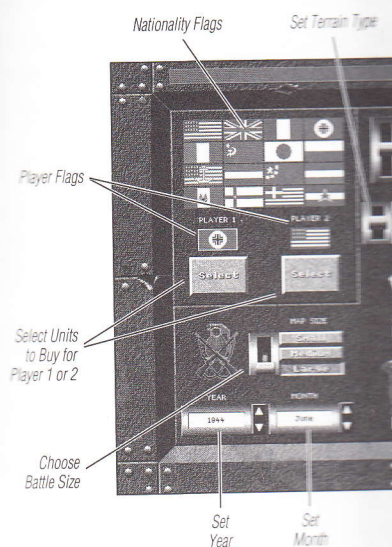 Nationality Flags
Set Terrain Type
Player Flags
PLAYER 1
PLAYER 2
Select
Select
Select Units
to Buy for
Player 1 or 2
MAP SIZE
Small
Medium
Large
YEAR
MONTH
1944
June
Choose
Battle Size
Set
Year
Set
Month